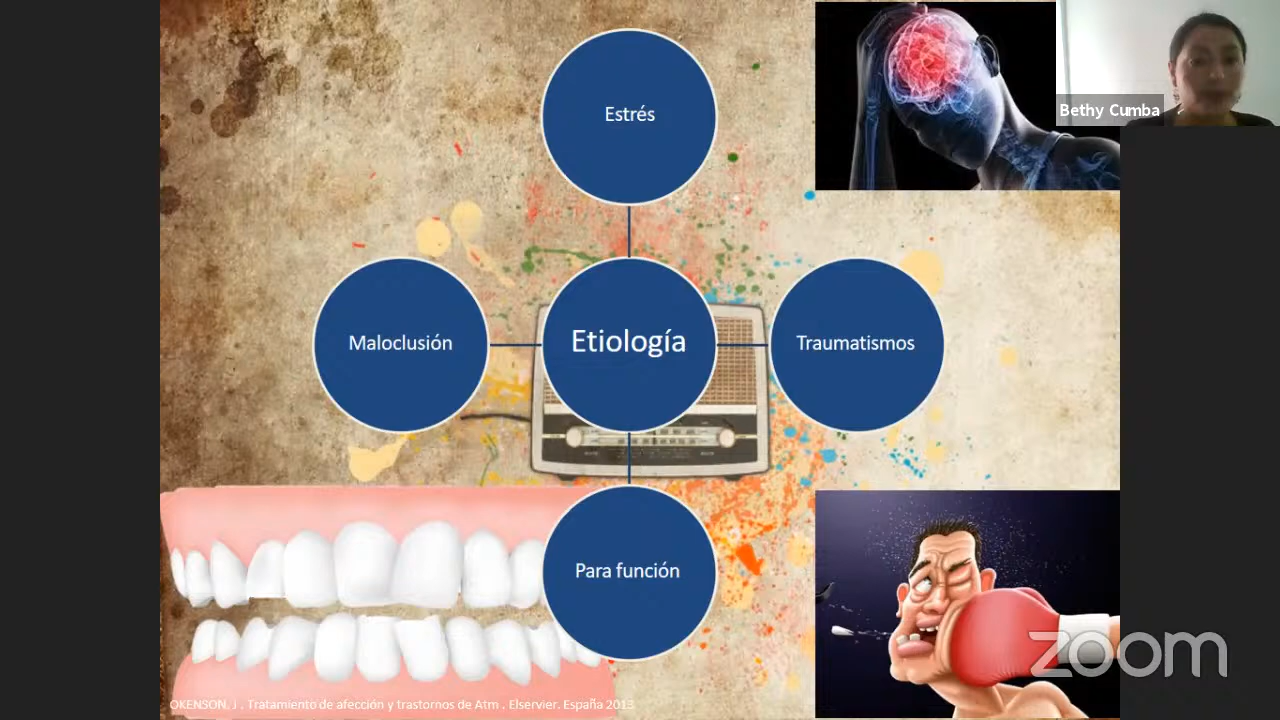 Estrés
Bethy Cumba
Maloclusión
Etiología
Traumatismos
Para función
zoom
OKENSON, J . Tratamiento de afección y trastornos de Atm . Elservier. España 2013